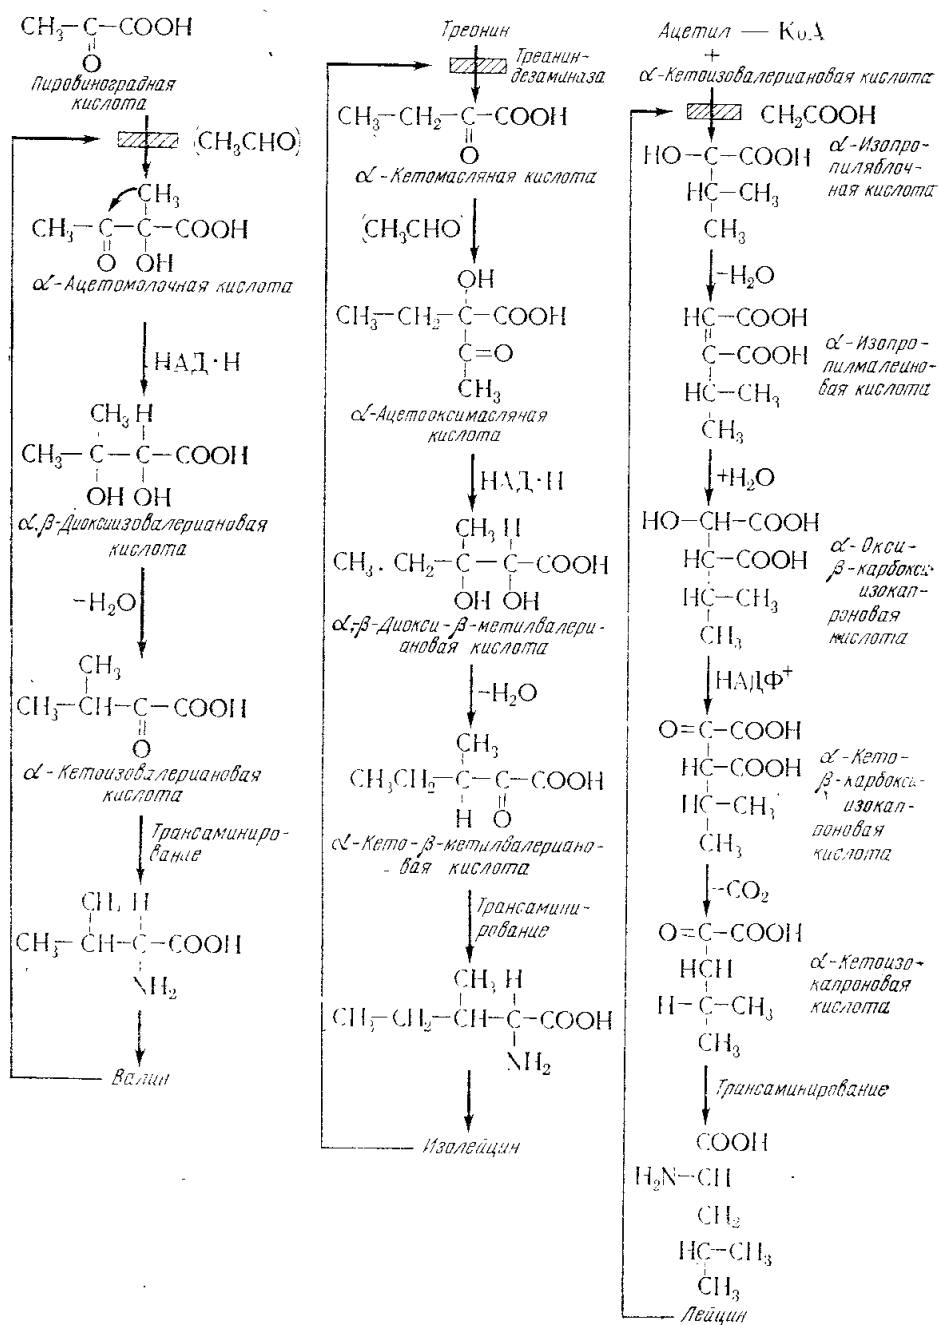 CH₃—C—COOH
O
Пировиноградная
кислота
(CH₃CHO)
CH₃
CH₃—C—C—COOH
O OH
α-Ацетомолочная кислота
НАД·Н
CH₃ H
CH₃—C—C—COOH
OH OH
α,β-Диоксиизовалериановая
кислота
—H₂O
CH₃
CH₃—CH—C—COOH
O
α-Кетоизовалериановая
кислота
Трансаминиро-
вание
CH₃ H
CH₃—CH—C—COOH
NH₂
Валин
Треонин
Треанин-
дезаминаза
CH₃—CH₂—C—COOH
O
α-Кетомасляная кислота
(CH₃CHO)
OH
CH₃—CH₂—C—COOH
C=O
CH₃
α-Ацетооксимасляная
кислота
НАД·Н
CH₃ H
CH₃·CH₂—C—C—COOH
OH OH
α,-β-Диокси-β-метилвалери-
ановая кислота
—H₂O
CH₃
CH₃CH₂—C—C—COOH
H O
α-Кето-β-метилвалериано-
вая кислота
Трансамини-
рование
CH₃ H
CH₃—CH₂—CH—C—COOH
NH₂
Изолейцин
Ацетил — КоА
+
α-Кетоизовалериановая кислота
CH₂COOH
HO—C—COOH
HC—CH₃
CH₃
α-Изопро-
пиляблоч-
ная кислота
—H₂O
HC—COOH
C—COOH
HC—CH₃
CH₃
α-Изопро-
пилмалеино-
вая кислота
+H₂O
HO—CH—COOH
HC—COOH
HC—CH₃
CH₃
α-Окси-
β-карбокси-
изокап-
роновая
кислота
НАДФ⁺
O=C—COOH
HC—COOH
HC—CH₃
CH₃
α-Кето-
β-карбокси-
изокап-
роновая
кислота
—CO₂
O=C—COOH
HCH
H—C—CH₃
CH₃
α-Кетоизо-
капроновая
кислота
Трансаминирование
COOH
H₂N—CH
CH₂
HC—CH₃
CH₃
Лейцин